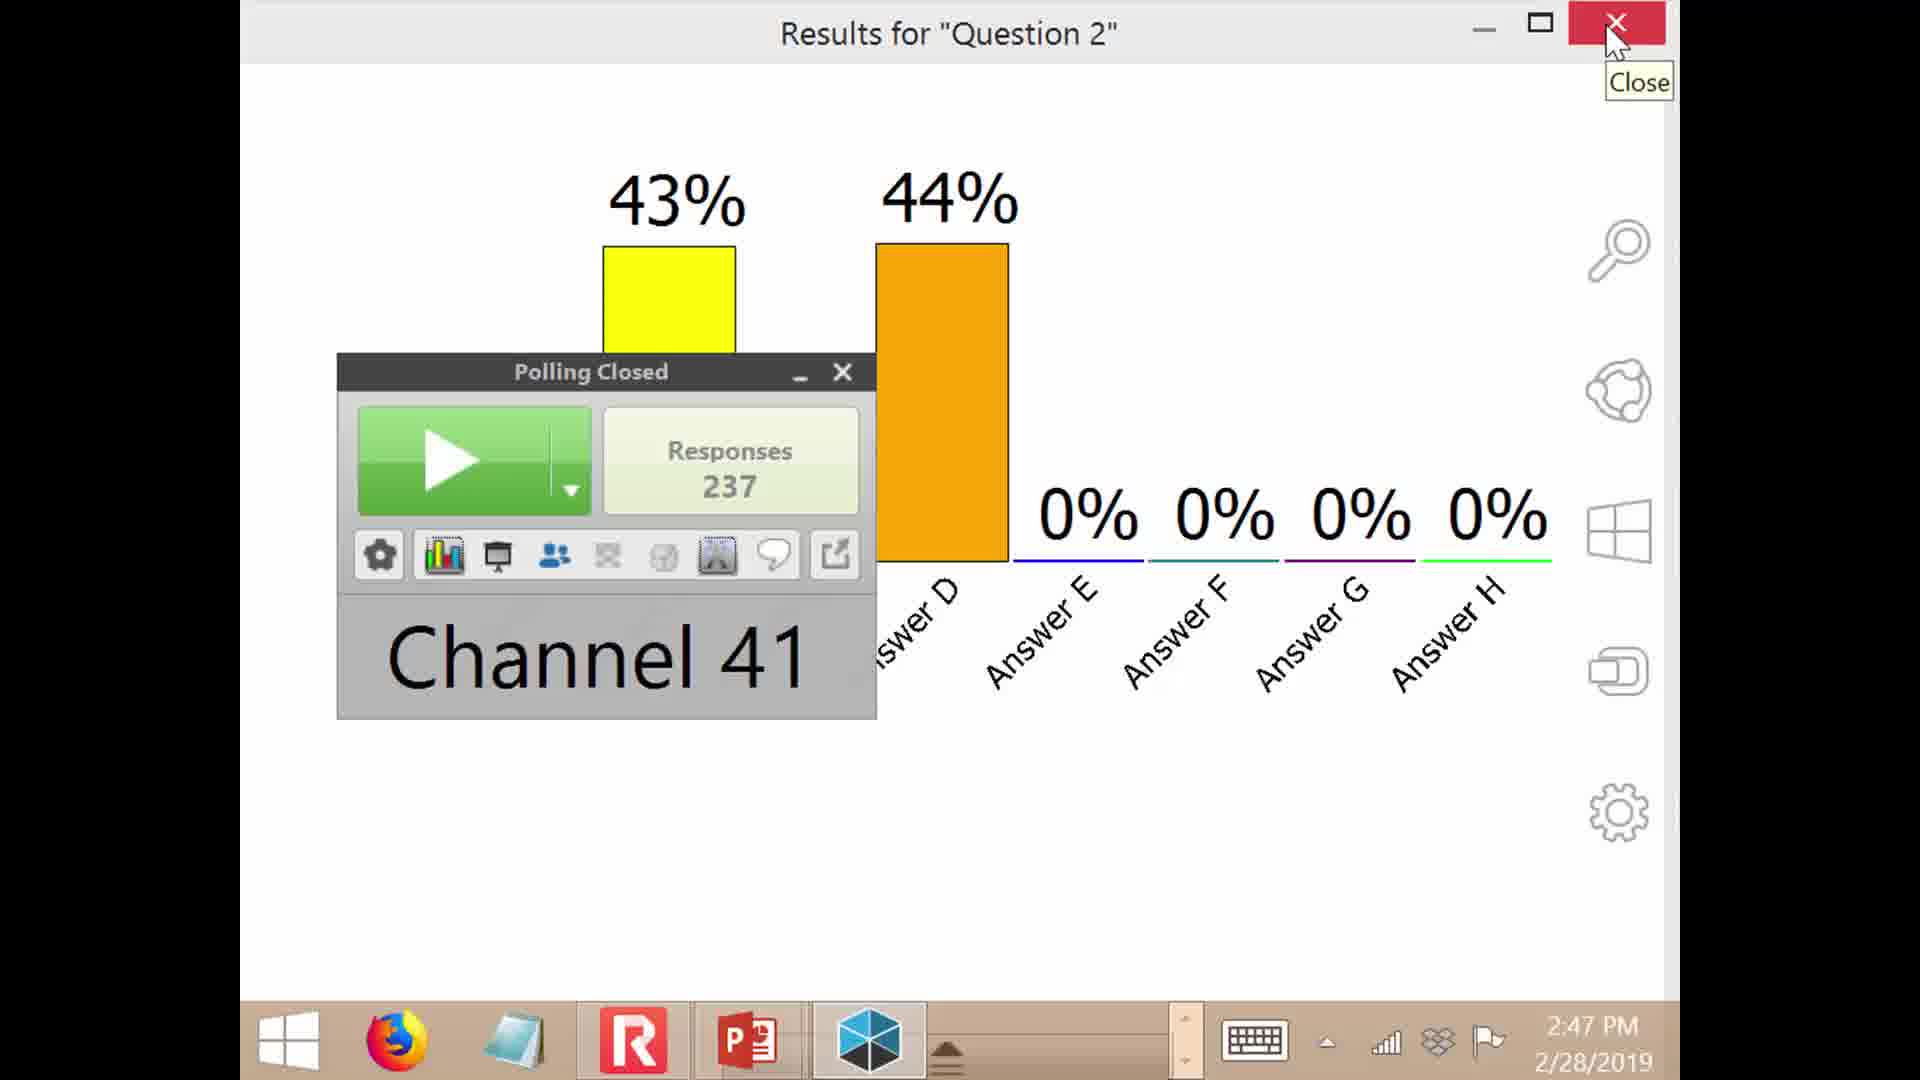 Results for "Question 2"
Close
43%
44%
Polling Closed
Responses
237
0%
0%
0%
0%
Answer E
Answer F
Answer G
Answer H
Channel 41
2:47 PM
2/28/2019